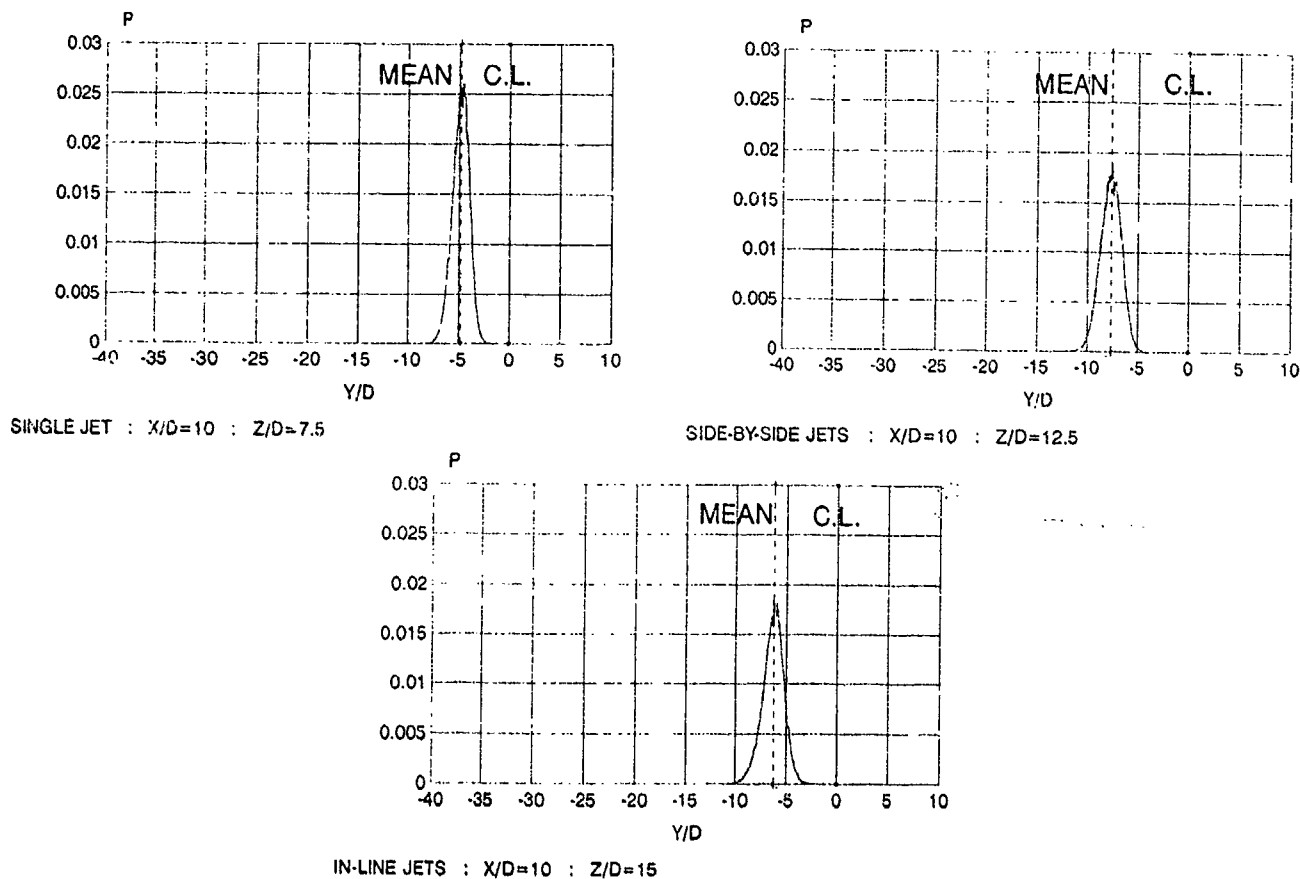 P
0.03
0.025
0.02
0.015
0.01
0.005
0
MEAN C.L.
-40 -35 -30 -25 -20 -15 -10 -5 0 5 10
Y/D
SINGLE JET : X/D=10 : Z/D=7.5
P
0.03
0.025
0.02
0.015
0.01
0.005
0
MEAN C.L.
-40 -35 -30 -25 -20 -15 -10 -5 0 5 10
Y/D
SIDE-BY-SIDE JETS : X/D=10 : Z/D=12.5
P
0.03
0.025
0.02
0.015
0.01
0.005
0
MEAN C.L.
-40 -35 -30 -25 -20 -15 -10 -5 0 5 10
Y/D
IN-LINE JETS : X/D=10 : Z/D=15